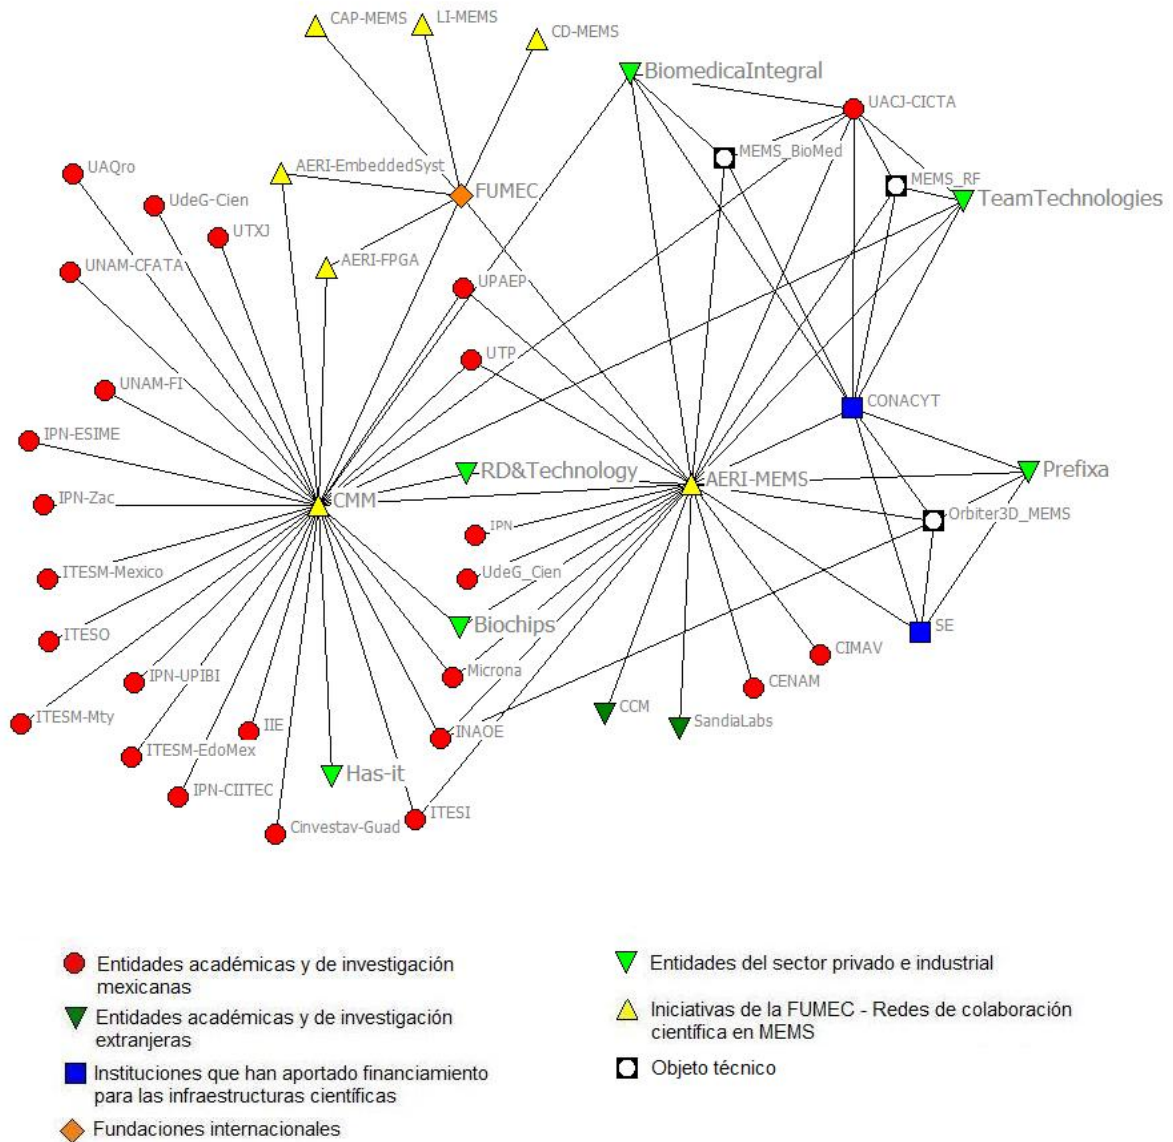 CAP-MEMS
LI-MEMS
CD-MEMS
BiomedicaIntegral
UACJ-CICTA
MEMS_BioMed
UAQro
AERI-EmbeddedSyst
FUMEC
MEMS_RF
TeamTechnologies
UdeG-Cien
UTXJ
UNAM-CFATA
AERI-FPGA
UPAEP
UTP
UNAM-FI
CONACYT
IPN-ESIME
RD&Technology
AERI-MEMS
Prefixa
IPN-Zac
CMM
Orbiter3D_MEMS
IPN
ITESM-Mexico
UdeG_Cien
ITESO
Biochips
SE
CIMAV
IPN-UPIBI
Microna
CENAM
ITESM-Mty
IIE
INAOE
CCM
SandiaLabs
ITESM-EdoMex
Has-it
IPN-CIITEC
Cinvestav-Guad
ITESI
Entidades académicas y de investigación
mexicanas
Entidades académicas y de investigación
extranjeras
Instituciones que han aportado financiamiento
para las infraestructuras científicas
Fundaciones internacionales
Entidades del sector privado e industrial
Iniciativas de la FUMEC - Redes de colaboración
científica en MEMS
Objeto técnico